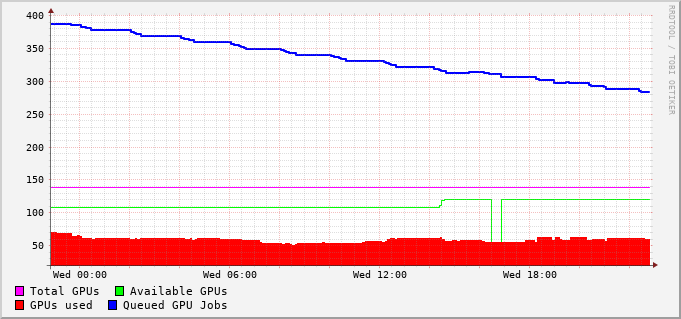 RRDTOOL / TOBI OETIKER
400
350
300
250
200
150
100
50
Wed 00:00 Wed 06:00 Wed 12:00 Wed 18:00
Total GPUs Available GPUs
GPUs used Queued GPU Jobs